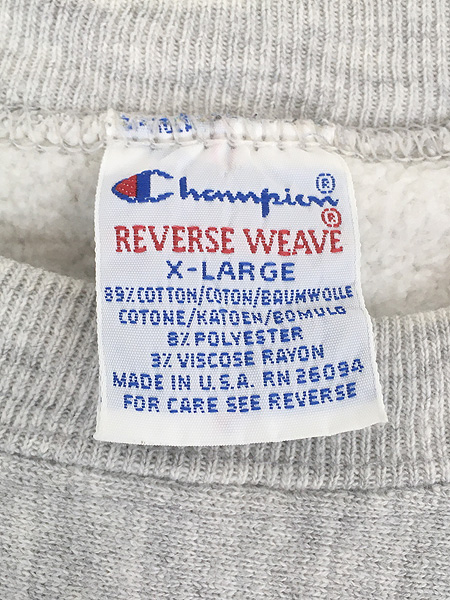 Champion®
REVERSE WEAVE®
X-LARGE
89% COTTON/COTON/BAUMWOLLE
COTONE/KATOEN/BOMULD
8% POLYESTER
3% VISCOSE RAYON
MADE IN U.S.A. RN 26094
FOR CARE SEE REVERSE